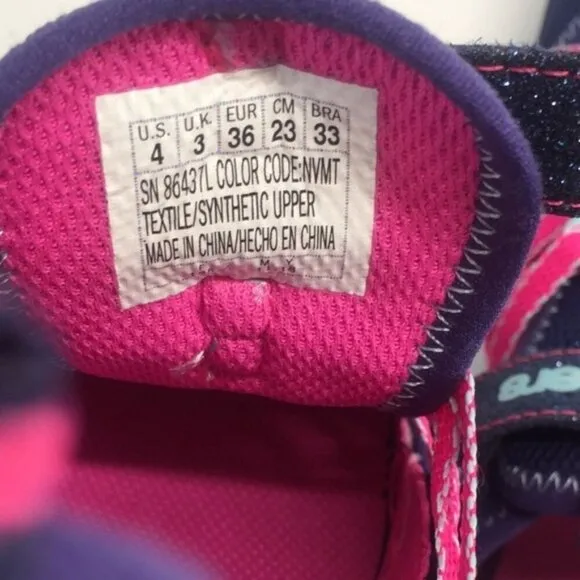 U.S. U.K. EUR CM BRA
4 3 36 23 33
SN 86437L COLOR CODE:NVMT
TEXTILE/SYNTHETIC UPPER
MADE IN CHINA/HECHO EN CHINA